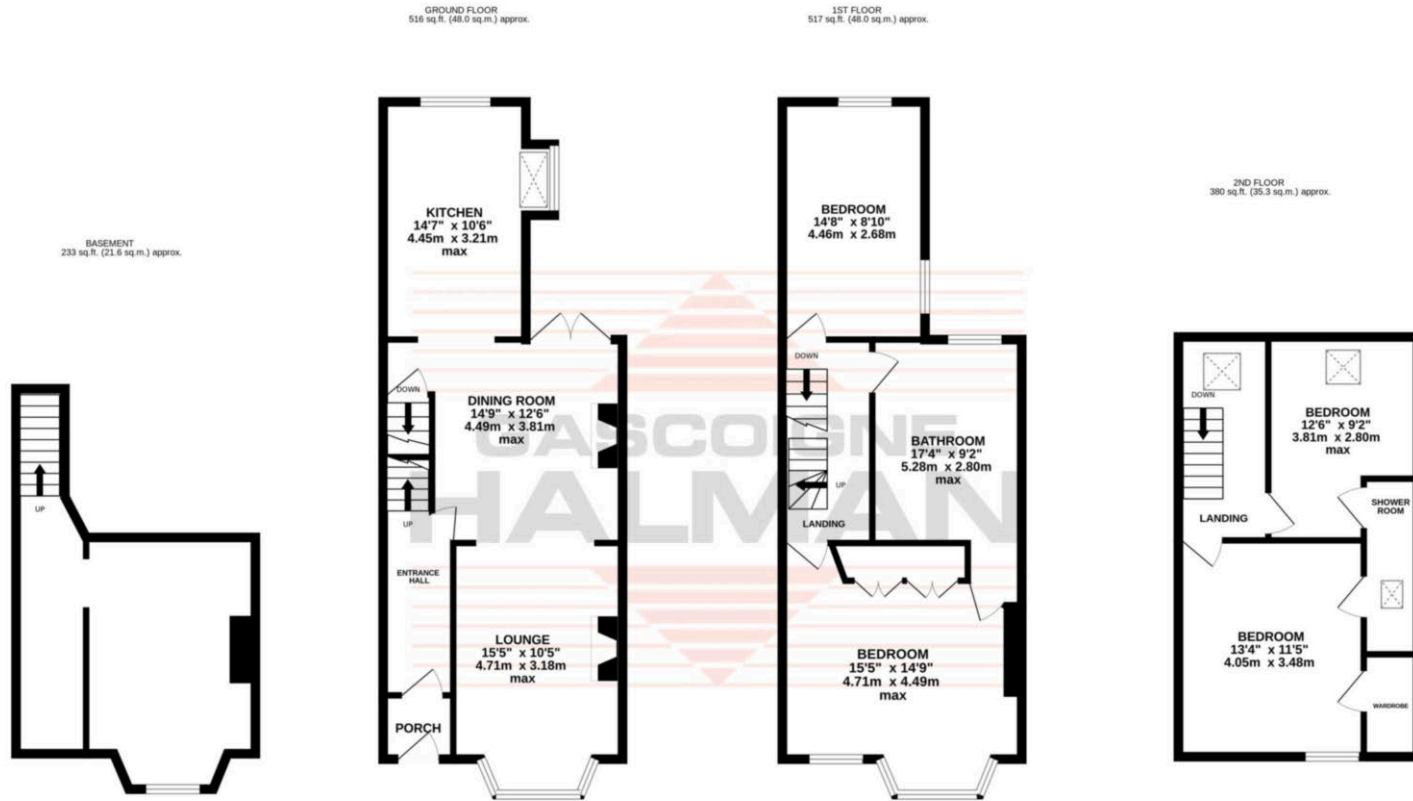 GROUND FLOOR
516 sq.ft. (48.0 sq.m.) approx.
1ST FLOOR
517 sq.ft. (48.0 sq.m.) approx.
2ND FLOOR
380 sq.ft. (35.3 sq.m.) approx.
BASEMENT
233 sq.ft. (21.6 sq.m.) approx.
UP
KITCHEN
14'7" x 10'6"
4.45m x 3.21m
max
DOWN
DINING ROOM
14'9" x 12'6"
4.49m x 3.81m
max
UP
ENTRANCE
HALL
LOUNGE
15'5" x 10'5"
4.71m x 3.18m
max
PORCH
BEDROOM
14'8" x 8'10"
4.46m x 2.68m
DOWN
BATHROOM
17'4" x 9'2"
5.28m x 2.80m
max
UP
LANDING
BEDROOM
15'5" x 14'9"
4.71m x 4.49m
max
DOWN
BEDROOM
12'6" x 9'2"
3.81m x 2.80m
max
SHOWER
ROOM
LANDING
BEDROOM
13'4" x 11'5"
4.05m x 3.48m
WARDROBE
GASCOIGNE
HALMAN